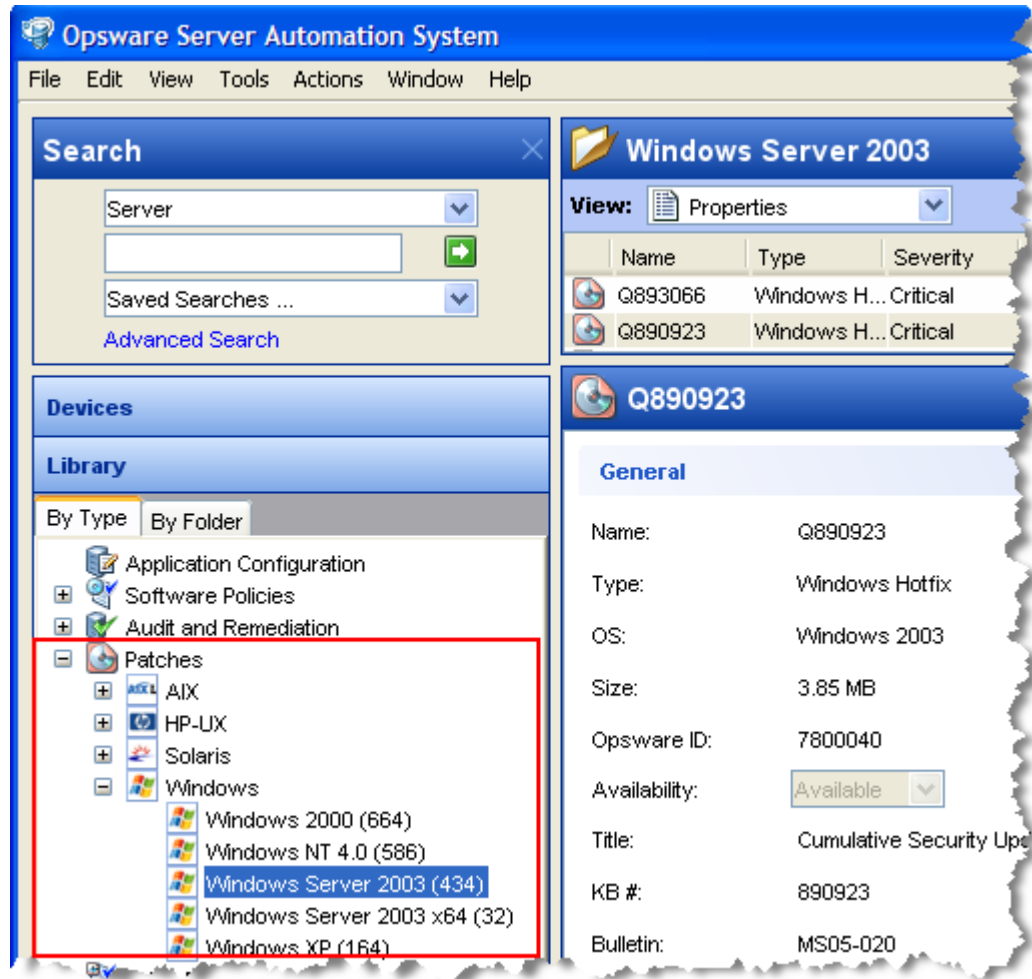 Opsware Server Automation System
File Edit View Tools Actions Window Help
Search
Server
Saved Searches ...
Advanced Search
Devices
Library
By Type By Folder
Application Configuration
Software Policies
Audit and Remediation
Patches
AIX
HP-UX
Solaris
Windows
Windows 2000 (664)
Windows NT 4.0 (586)
Windows Server 2003 (434)
Windows Server 2003 x64 (32)
Windows XP (164)
Windows Server 2003
View: Properties
Name Type Severity
Q893066 Windows H... Critical
Q890923 Windows H... Critical
Q890923
General
Name: Q890923
Type: Windows Hotfix
OS: Windows 2003
Size: 3.85 MB
Opsware ID: 7800040
Availability: Available
Title: Cumulative Security
KB #: 890923
Bulletin: MS05-020